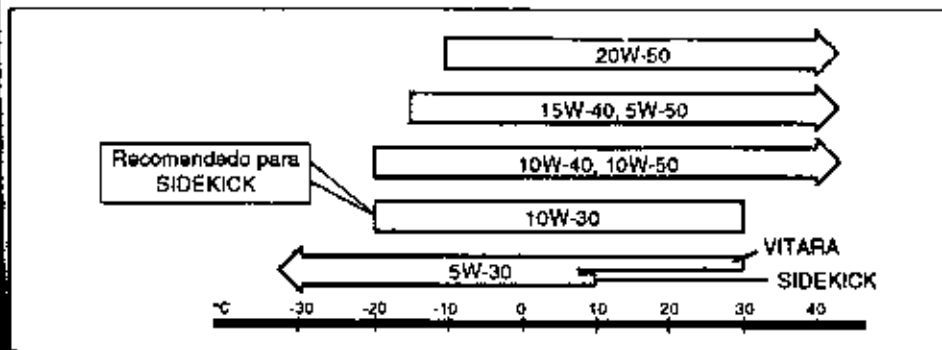 20W-50
15W-40, 5W-50
Recomendado para
SIDEKICK
10W-40, 10W-50
10W-30
VITARA
5W-30
SIDEKICK
°C -30 -20 -10 0 10 20 30 40